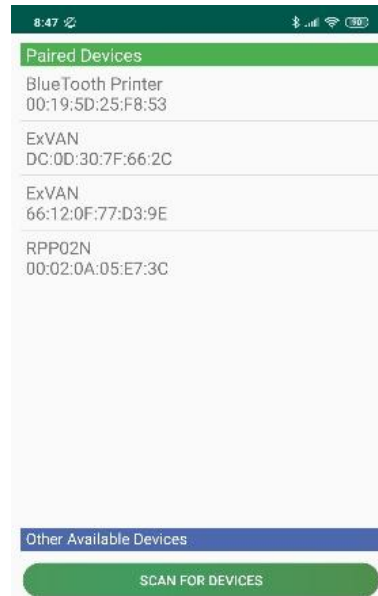 8:47
90
Paired Devices
BlueTooth Printer
00:19:5D:25:F8:53
ExVAN
DC:0D:30:7F:66:2C
ExVAN
66:12:0F:77:D3:9E
RPP02N
00:02:0A:05:E7:3C
Other Available Devices
SCAN FOR DEVICES